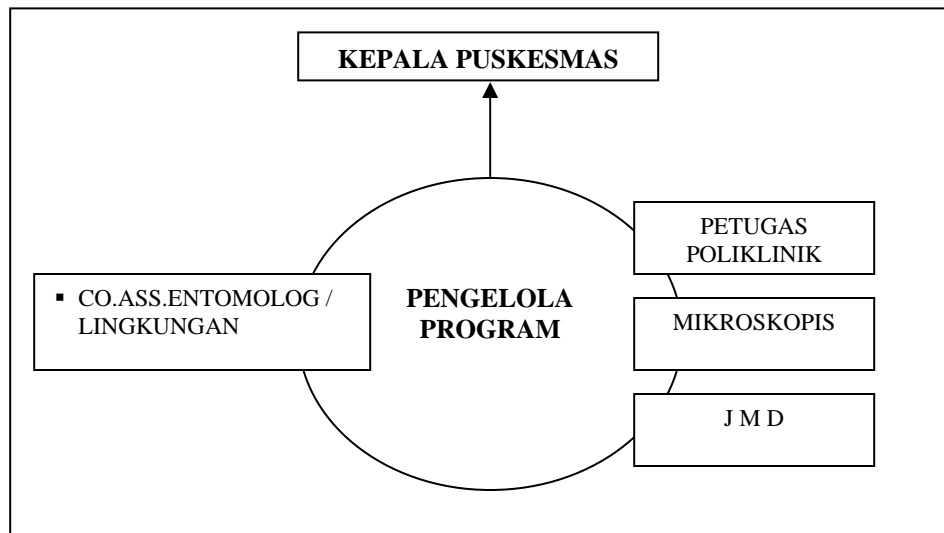 KEPALA PUSKESMAS
PETUGAS
POLIKLINIK
▪ CO.ASS.ENTOMOLOG /
LINGKUNGAN
PENGELOLA
PROGRAM
MIKROSKOPIS
J M D